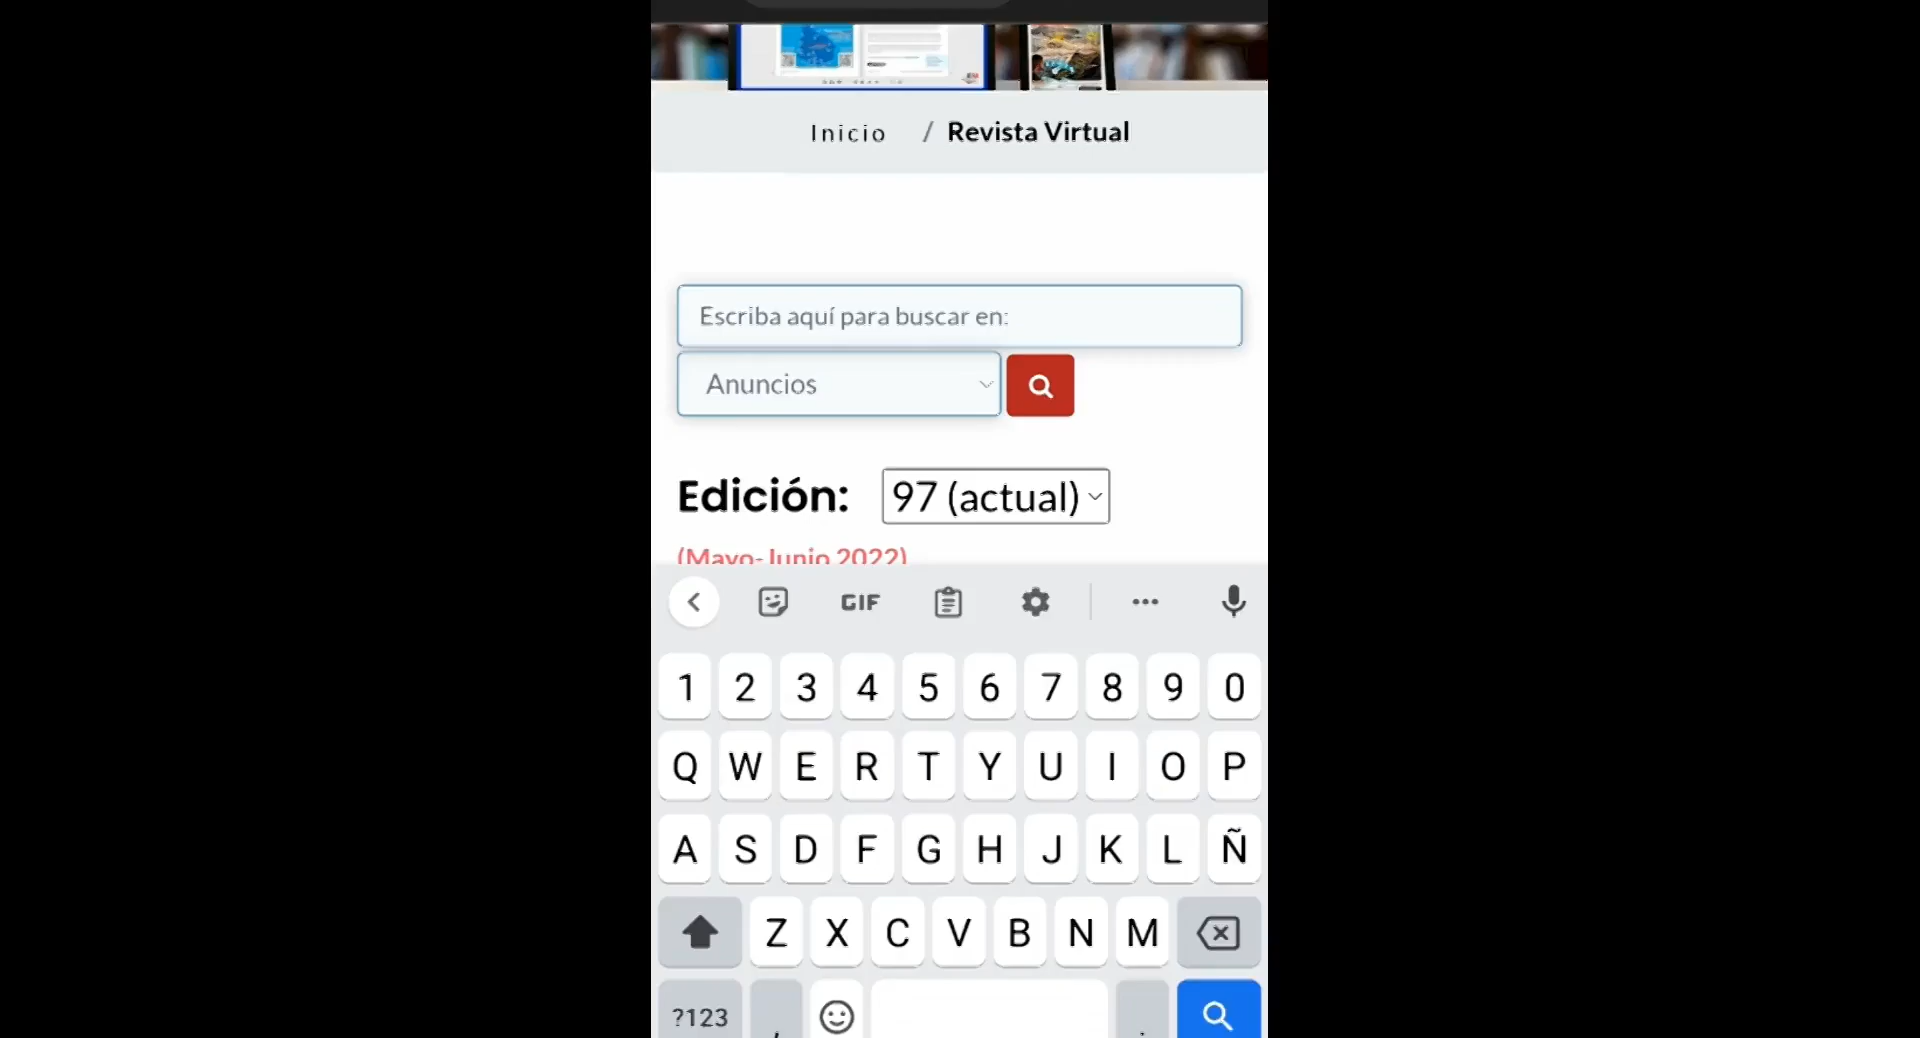 Inicio / Revista Virtual
Escriba aquí para buscar en:
Anuncios
Edición: 97 (actual)
(Mayo-Junio 2022)
GIF
1 2 3 4 5 6 7 8 9 0
Q W E R T Y U I O P
A S D F G H J K L Ñ
Z X C V B N M
?123 , .